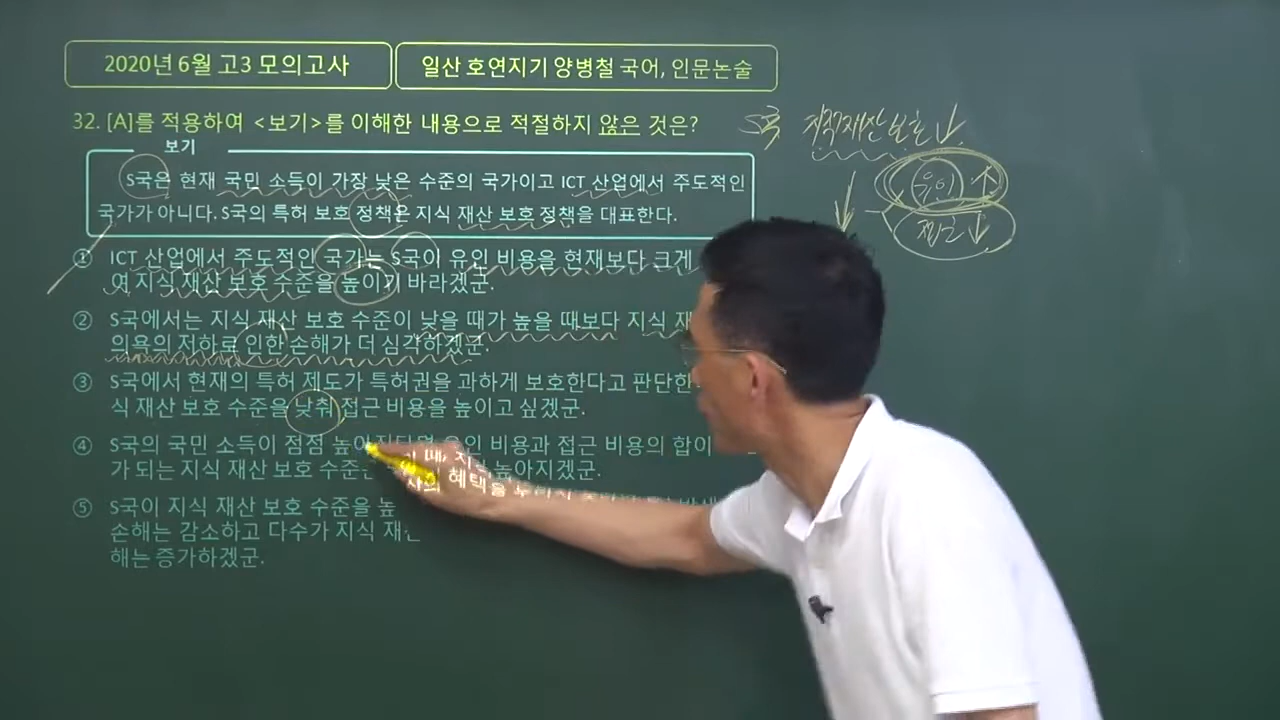 2020년 6월 고3 모의고사
일산 호연지기 양병철 국어, 인문논술
32. [A]를 적용하여 <보기>를 이해한 내용으로 적절하지 않은 것은?
보기
S국은 현재 국민 소득이 가장 낮은 수준의 국가이고 ICT 산업에서 주도적인
국가가 아니다. S국의 특허 보호 정책은 지식 재산 보호 정책을 대표한다.
① ICT 산업에서 주도적인 국가는 S국이 유인 비용을 현재보다 크게
여 지식 재산 보호 수준을 높이기 바라겠군.
② S국에서는 지식 재산 보호 수준이 낮을 때가 높을 때보다 지식 재
의욕의 저하로 인한 손해가 더 심각하겠군.
③ S국에서 현재의 특허 제도가 특허권을 과하게 보호한다고 판단한
식 재산 보호 수준을 낮춰 접근 비용을 높이고 싶겠군.
④ S국의 국민 소득이 점점 높아진다면 유인 비용과 접근 비용의 합이
가 되는 지식 재산 보호 수준은 높아지겠군.
⑤ S국이 지식 재산 보호 수준을 높
손해는 감소하고 다수가 지식 재
해는 증가하겠군.
S국 지식재산 보호↓
유인 ↑
접근↓